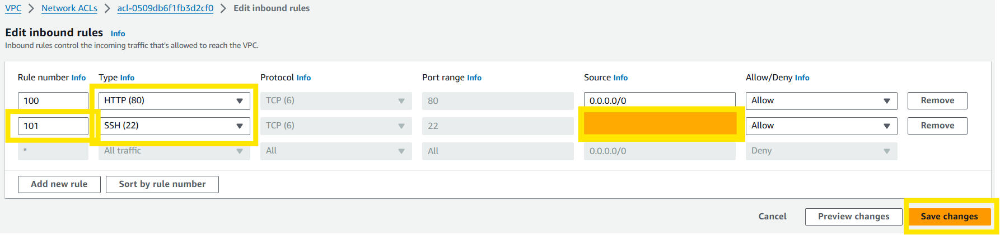 VPC > Network ACLs > acl-0509db6f1fb3d2cf0 > Edit inbound rules
Edit inbound rules Info
Inbound rules control the incoming traffic that's allowed to reach the VPC.
Rule number Info Type Info Protocol Info Port range Info Source Info Allow/Deny Info
100 HTTP (80) TCP (6) 80 0.0.0.0/0 Allow Remove
101 SSH (22) TCP (6) 22 Allow Remove
* All traffic All All 0.0.0.0/0 Deny
Add new rule Sort by rule number
Cancel Preview changes Save changes